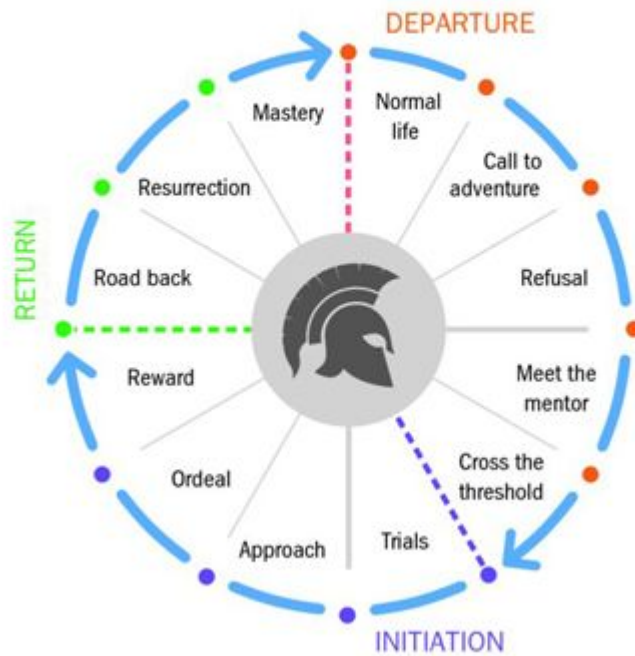 DEPARTURE
Normal
life
Call to
adventure
Refusal
Meet the
mentor
Cross the
threshold
INITIATION
Trials
Approach
Ordeal
Reward
RETURN
Road back
Resurrection
Mastery